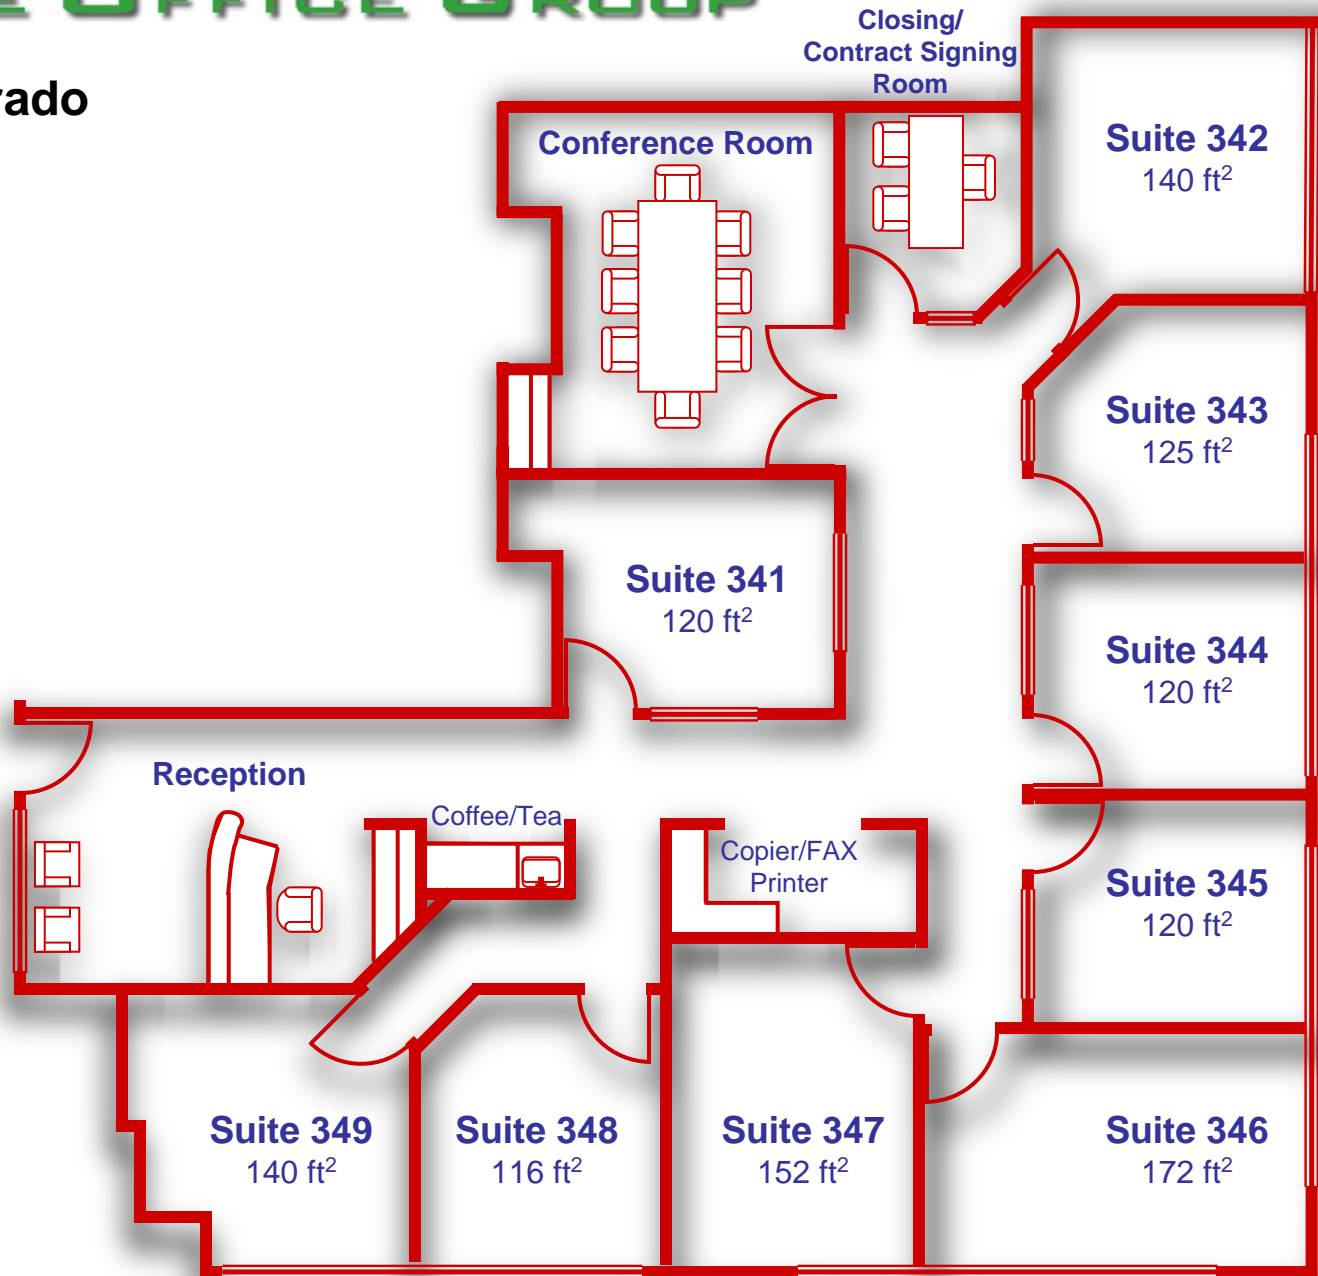 Office Group
Closing/
Contract Signing
Room
Conference Room
Suite 342
140 ft²
Suite 343
125 ft²
Suite 341
120 ft²
Suite 344
120 ft²
Reception
Coffee/Tea
Copier/FAX
Printer
Suite 345
120 ft²
Suite 349
140 ft²
Suite 348
116 ft²
Suite 347
152 ft²
Suite 346
172 ft²